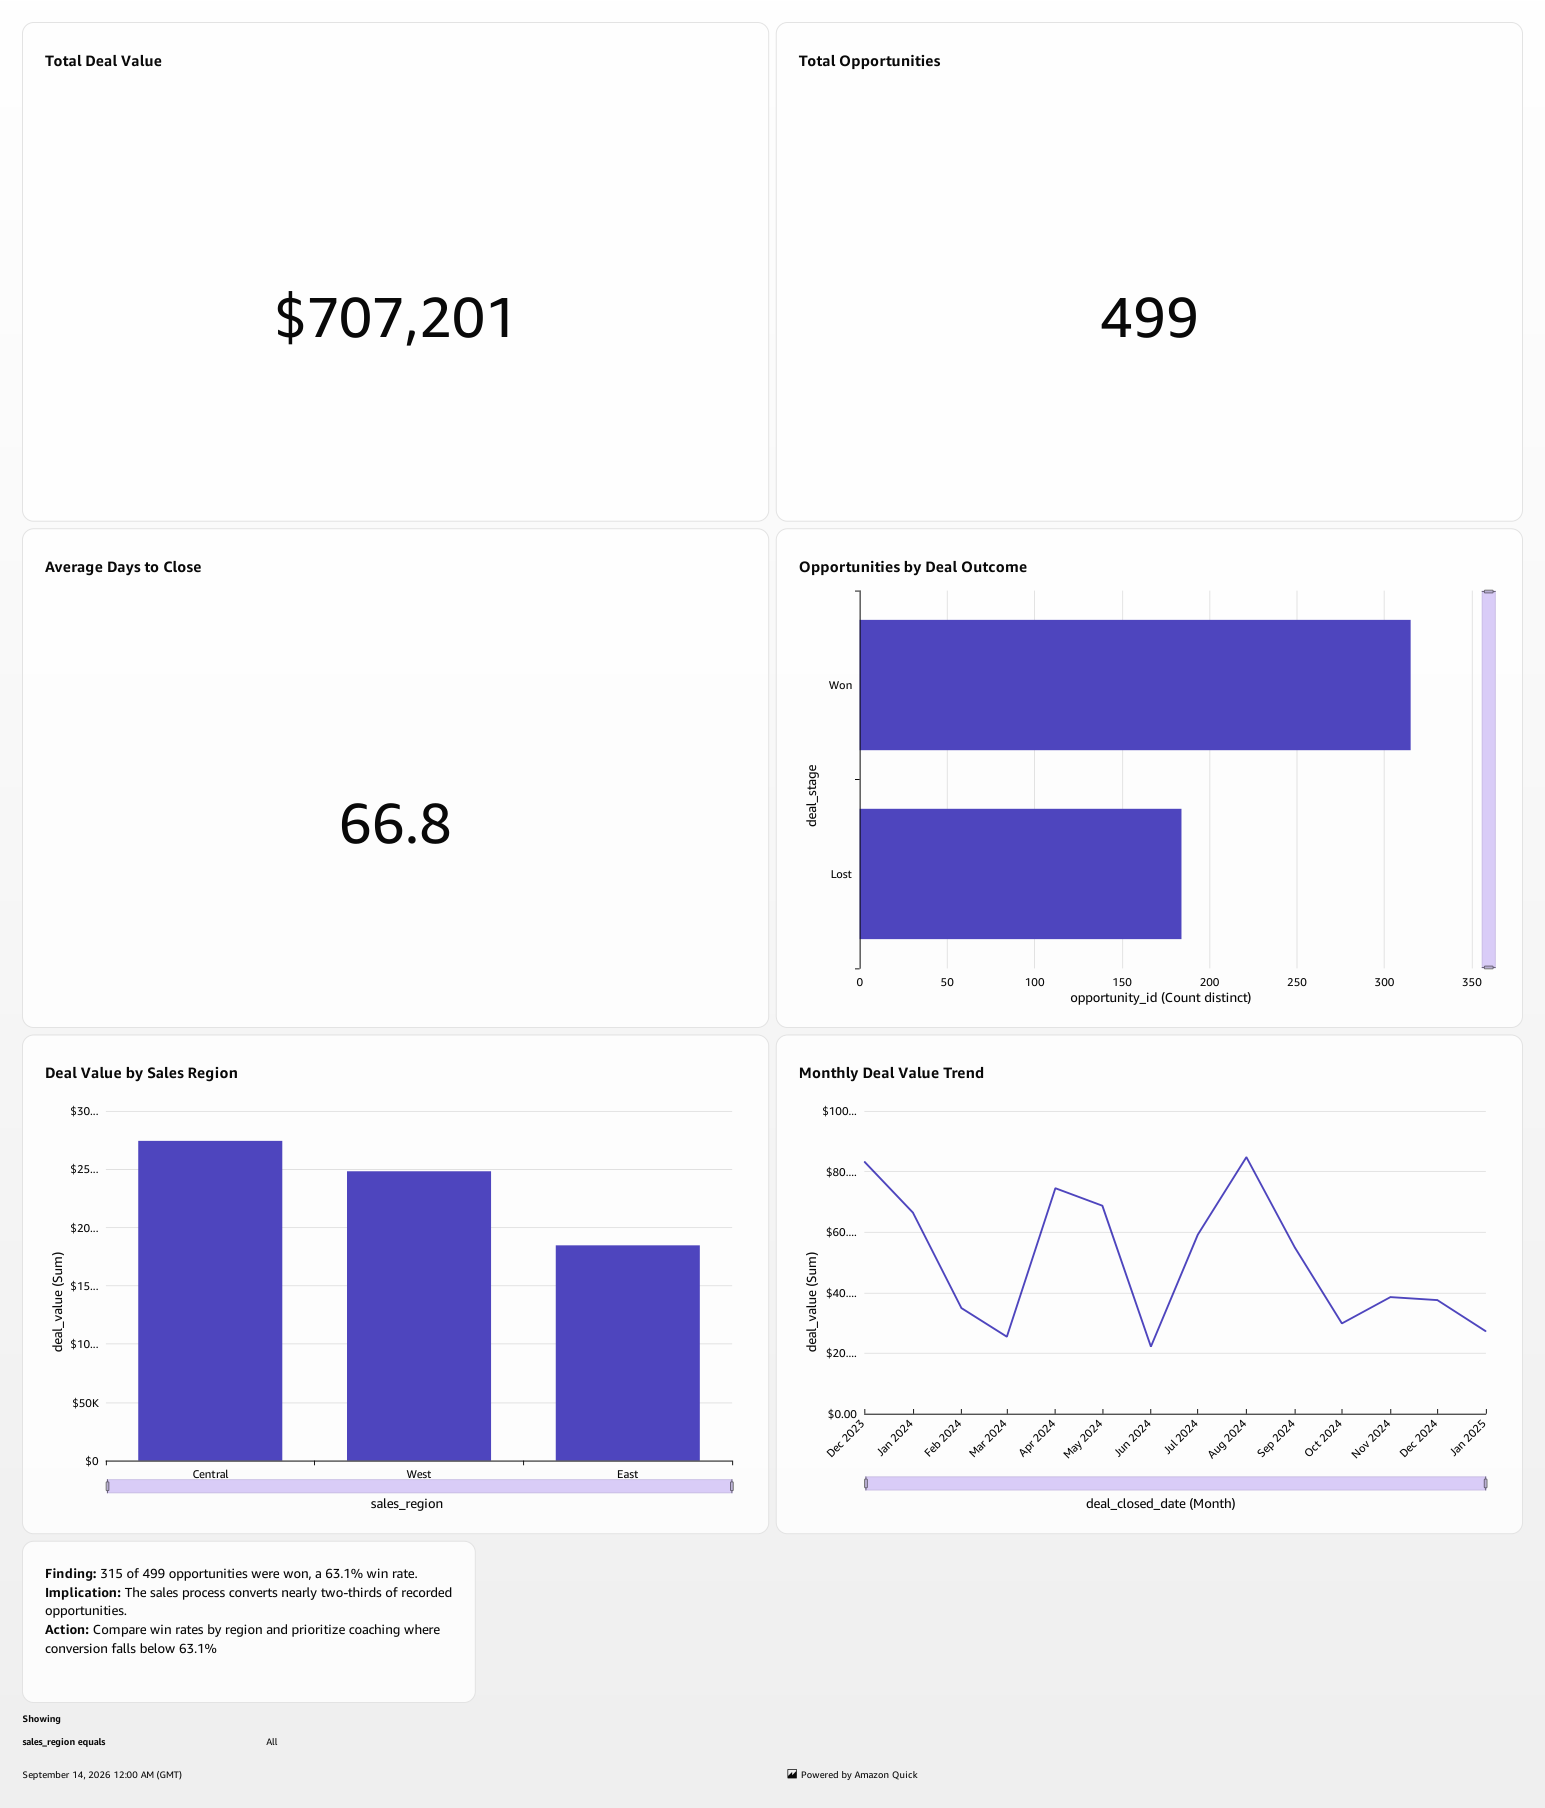 Total Deal Value
$707,201
Total Opportunities
499
Average Days to Close
66.8
Opportunities by Deal Outcome
deal_stage
Won
Lost
0 50 100 150 200 250 300 350
opportunity_id (Count distinct)
Deal Value by Sales Region
deal_value (Sum)
$30...
$25...
$20...
$15...
$10...
$50K
$0
Central West East
sales_region
Monthly Deal Value Trend
deal_value (Sum)
$100...
$80....
$60....
$40....
$20....
$0.00
Dec 2023 Jan 2024 Feb 2024 Mar 2024 Apr 2024 May 2024 Jun 2024 Jul 2024 Aug 2024 Sep 2024 Oct 2024 Nov 2024 Dec 2024 Jan 2025
deal_closed_date (Month)
Finding: 315 of 499 opportunities were won, a 63.1% win rate.
Implication: The sales process converts nearly two-thirds of recorded
opportunities.
Action: Compare win rates by region and prioritize coaching where
conversion falls below 63.1%
Showing
sales_region equals All
September 14, 2026 12:00 AM (GMT)
Powered by Amazon Quick